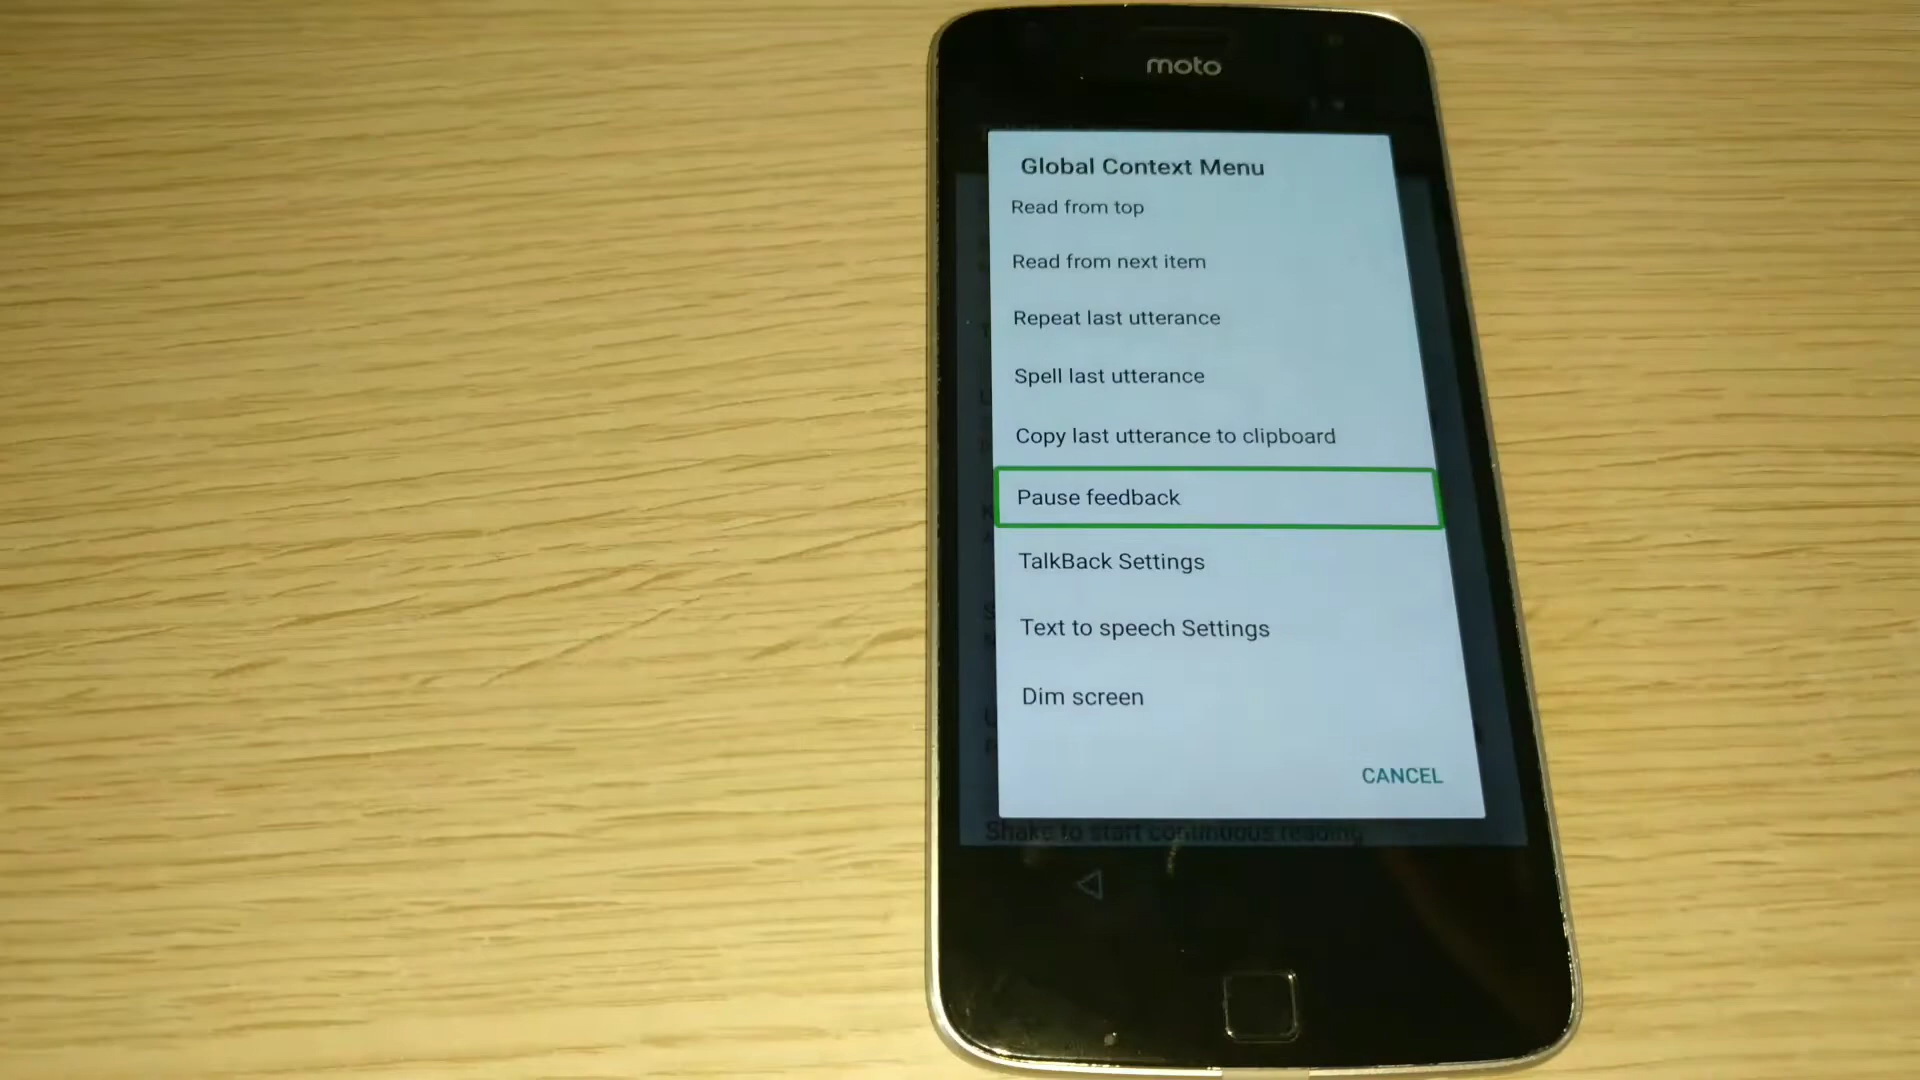 moto
Global Context Menu
Read from top
Read from next item
Repeat last utterance
Spell last utterance
Copy last utterance to clipboard
Pause feedback
TalkBack Settings
Text to speech Settings
Dim screen
CANCEL
Shake to start continuous reading